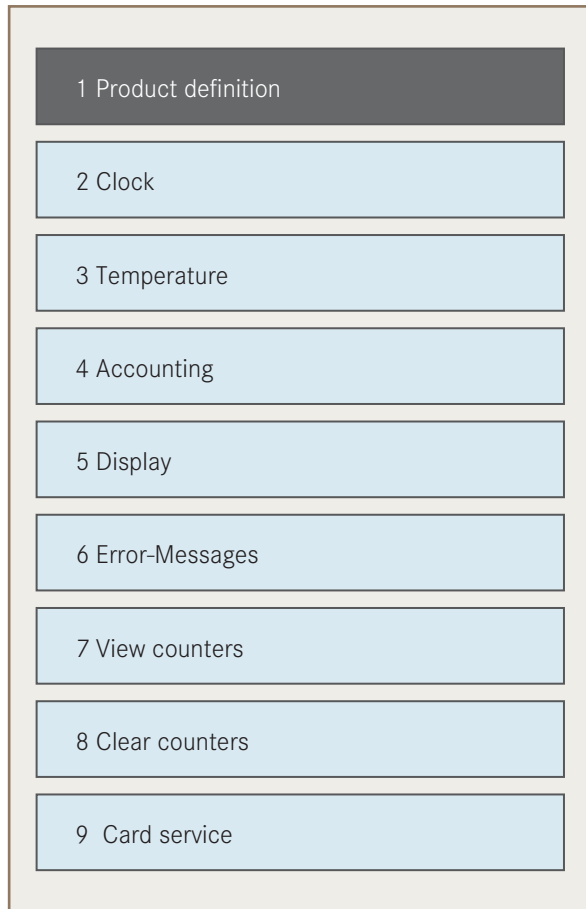 1 Product definition
2 Clock
3 Temperature
4 Accounting
5 Display
6 Error-Messages
7 View counters
8 Clear counters
9 Card service